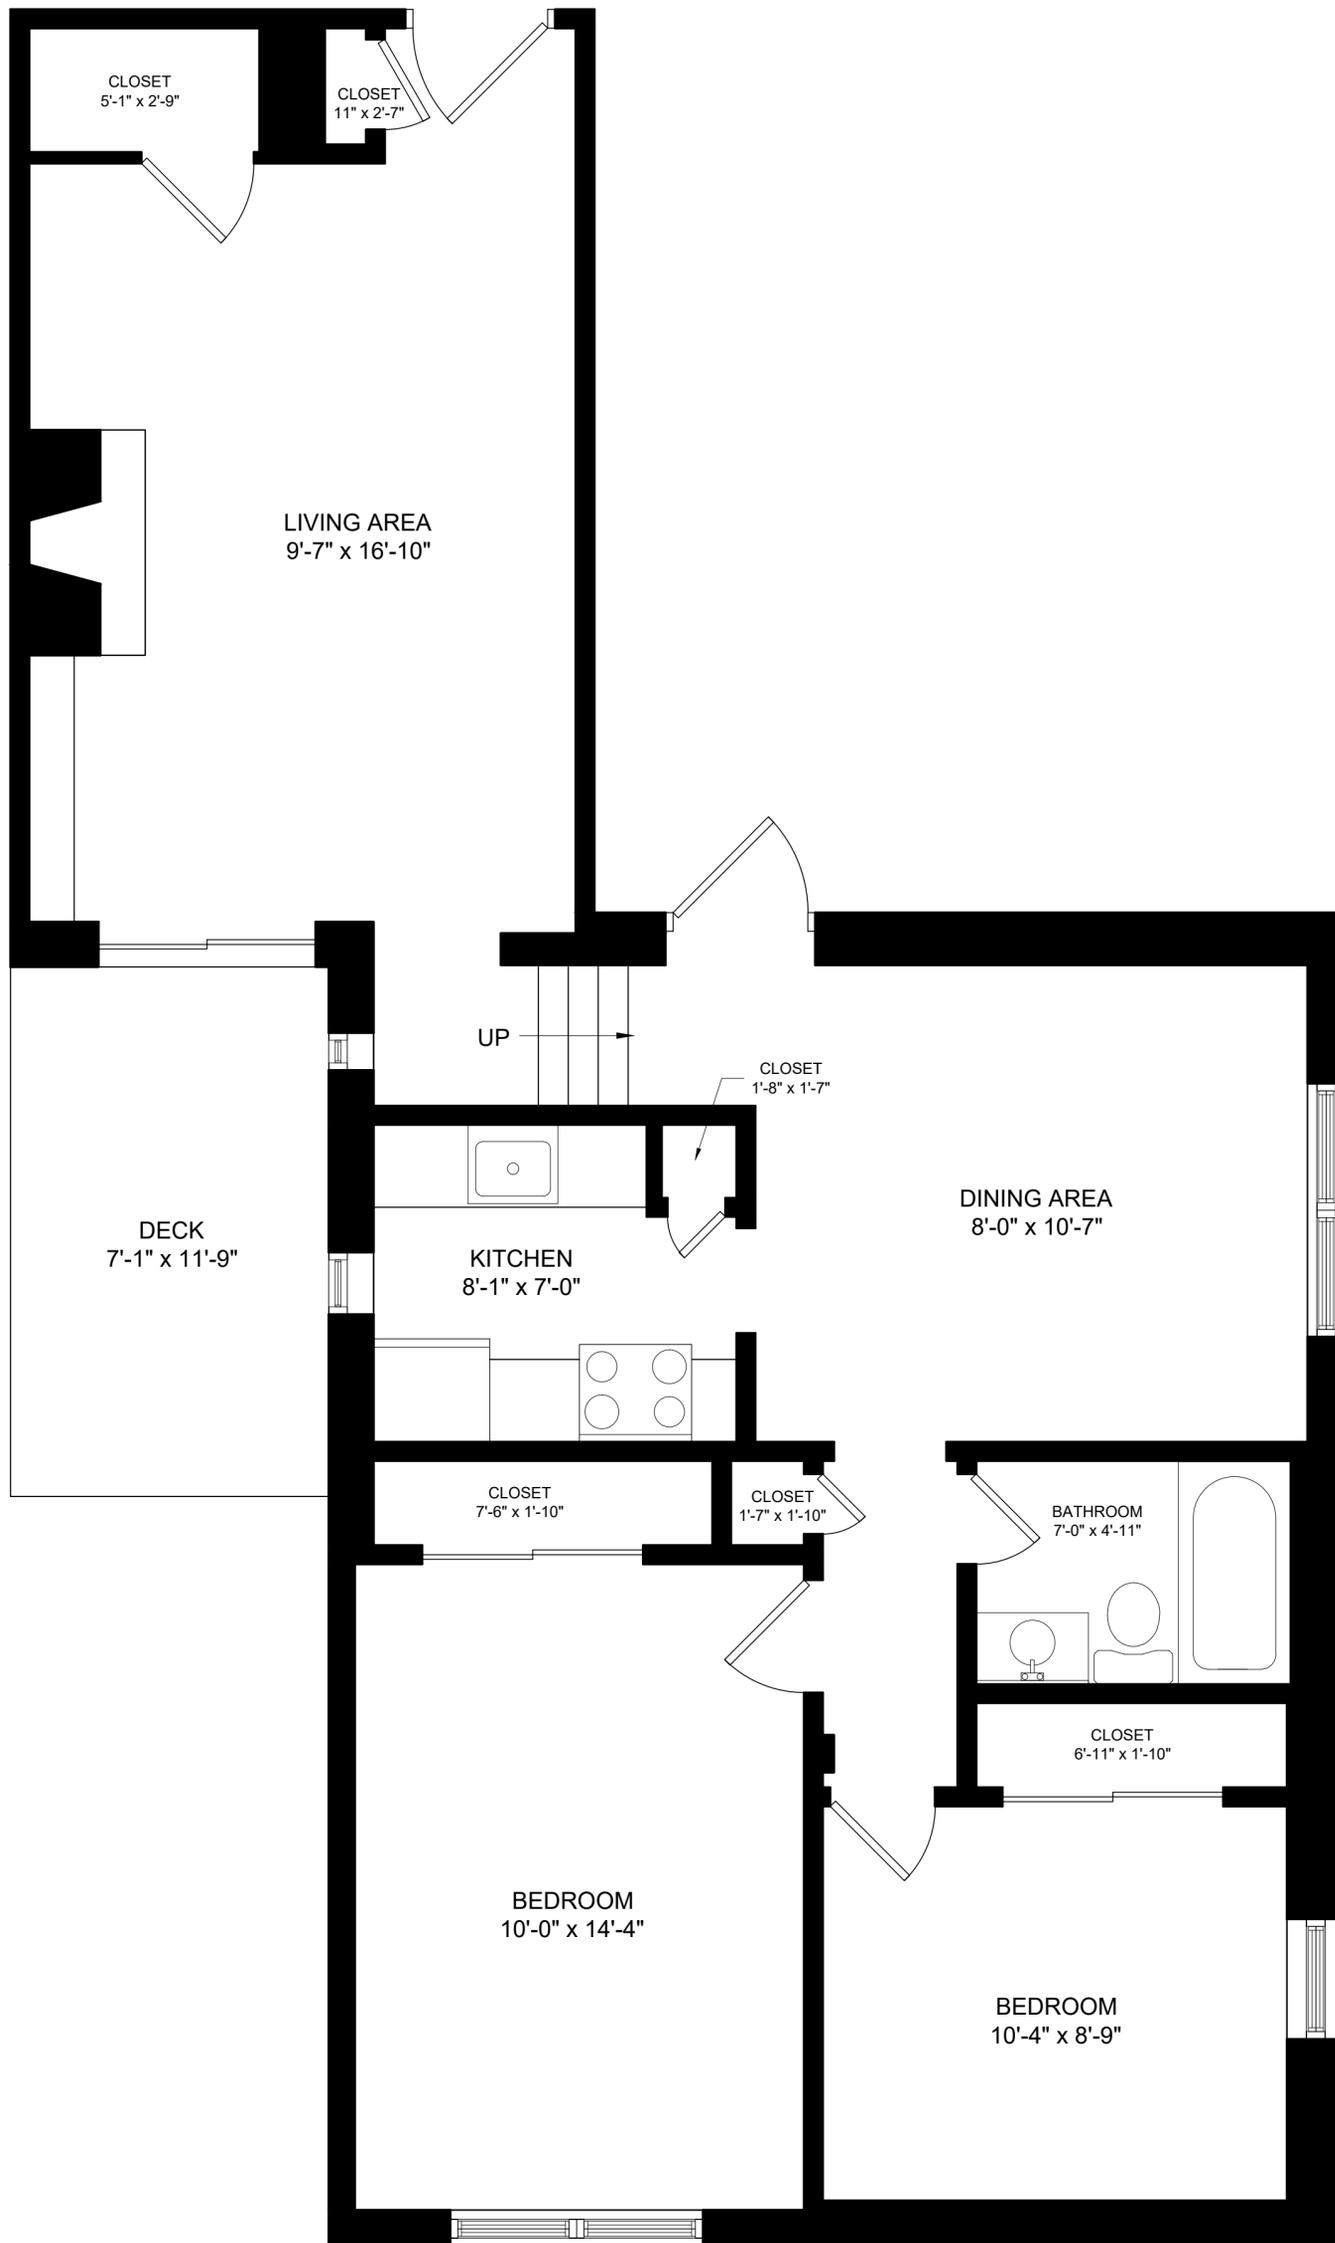 CLOSET
5'-1" x 2'-9"
CLOSET
11" x 2'-7"
LIVING AREA
9'-7" x 16'-10"
UP
CLOSET
1'-8" x 1'-7"
DINING AREA
8'-0" x 10'-7"
DECK
7'-1" x 11'-9"
KITCHEN
8'-1" x 7'-0"
CLOSET
7'-6" x 1'-10"
CLOSET
1'-7" x 1'-10"
BATHROOM
7'-0" x 4'-11"
CLOSET
6'-11" x 1'-10"
BEDROOM
10'-0" x 14'-4"
BEDROOM
10'-4" x 8'-9"